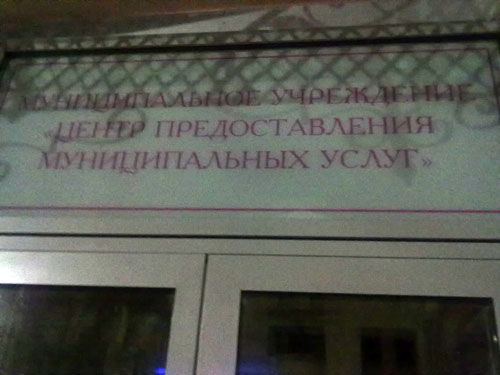 МУНИЦИПАЛЬНОЕ УЧРЕЖДЕНИЕ
«ЦЕНТР ПРЕДОСТАВЛЕНИЯ
МУНИЦИПАЛЬНЫХ УСЛУГ»